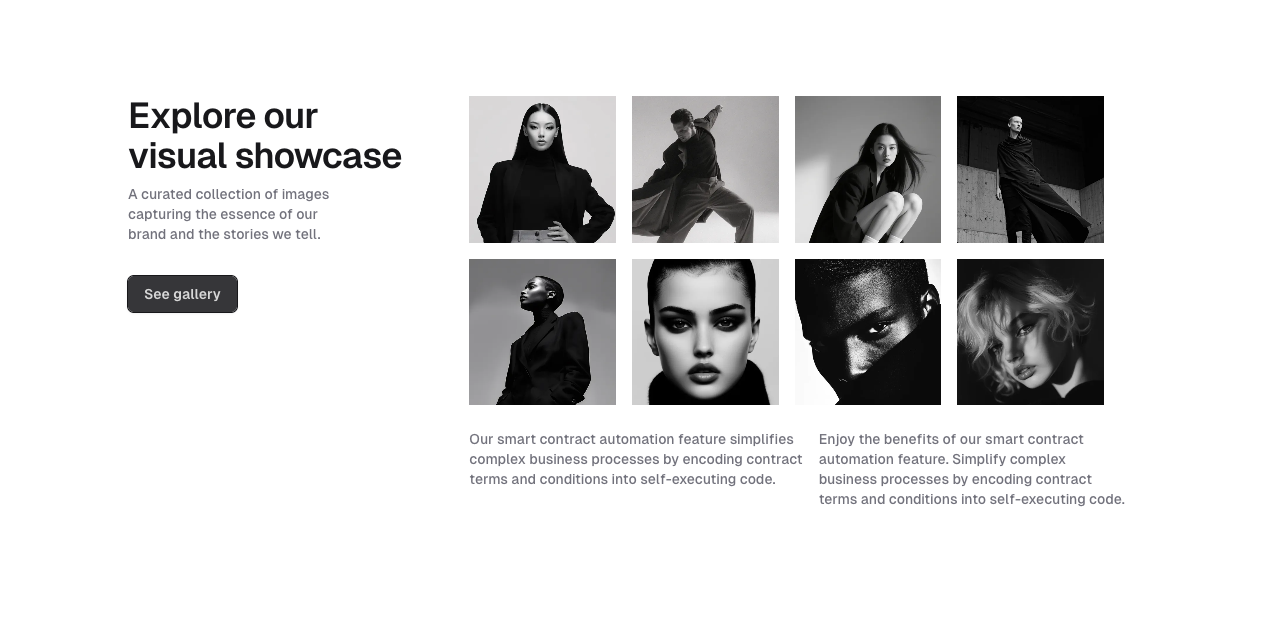 Explore our
visual showcase
A curated collection of images
capturing the essence of our
brand and the stories we tell.
See gallery
Our smart contract automation feature simplifies
complex business processes by encoding contract
terms and conditions into self-executing code.
Enjoy the benefits of our smart contract
automation feature. Simplify complex
business processes by encoding contract
terms and conditions into self-executing code.